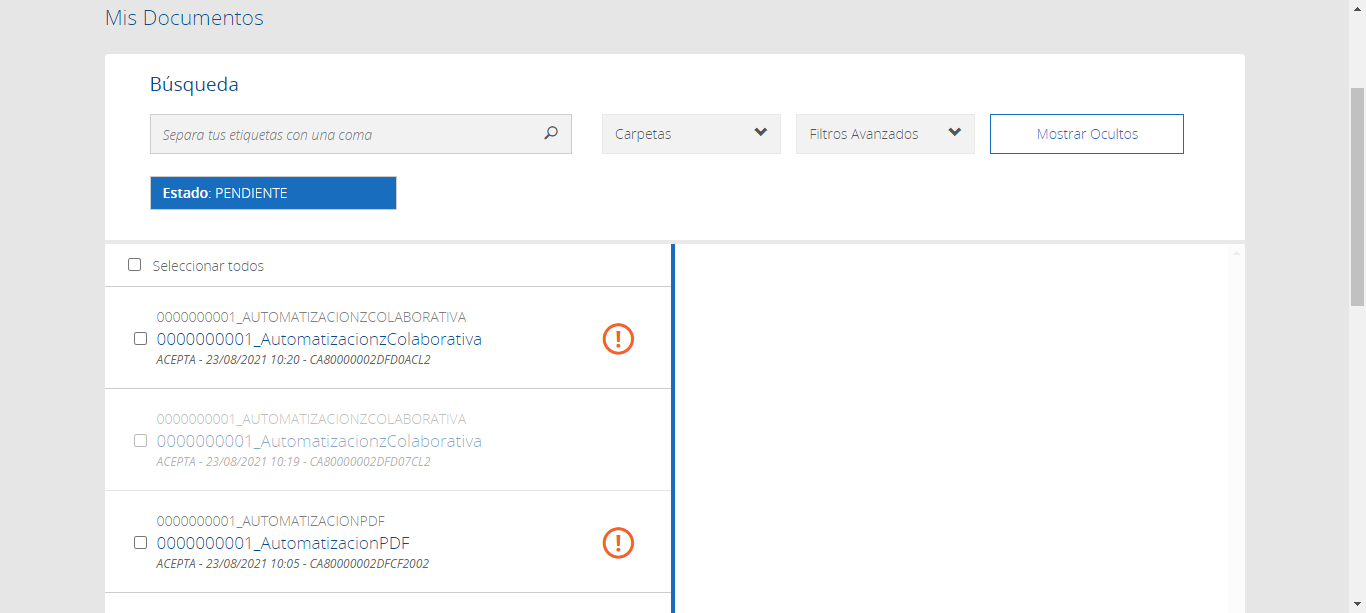 Mis Documentos
Búsqueda
Separa tus etiquetas con una coma
Carpetas
Filtros Avanzados
Mostrar Ocultos
Estado: PENDIENTE
Seleccionar todos
0000000001_AUTOMATIZACIONZCOLABORATIVA
0000000001_AutomatizacionzColaborativa
ACEPTA - 23/08/2021 10:20 - CA80000002DFD0ACL2
0000000001_AUTOMATIZACIONZCOLABORATIVA
0000000001_AutomatizacionzColaborativa
ACEPTA - 23/08/2021 10:19 - CA80000002DFD07CL2
0000000001_AUTOMATIZACIONPDF
0000000001_AutomatizacionPDF
ACEPTA - 23/08/2021 10:05 - CA80000002DFCF2002